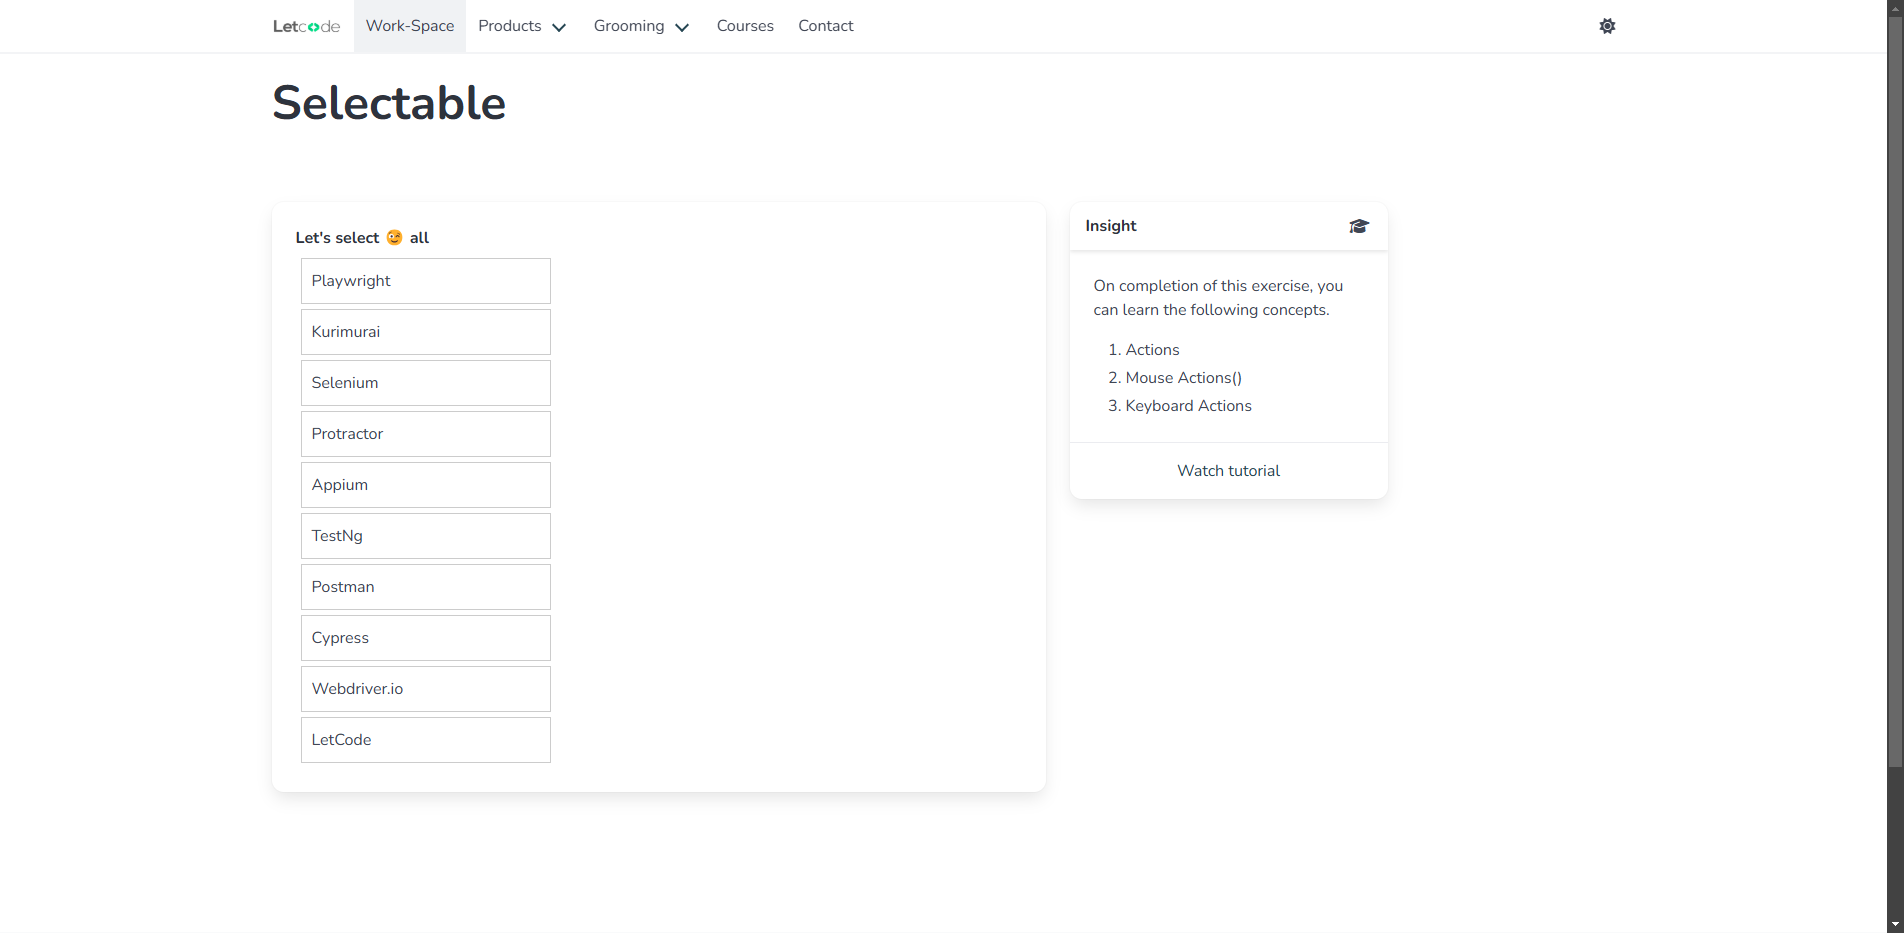 Letcode Work-Space Products Grooming Courses Contact
Selectable
Let's select 😉 all
Playwright
Kurimurai
Selenium
Protractor
Appium
TestNg
Postman
Cypress
Webdriver.io
LetCode
Insight
On completion of this exercise, you
can learn the following concepts.
1. Actions
2. Mouse Actions()
3. Keyboard Actions
Watch tutorial